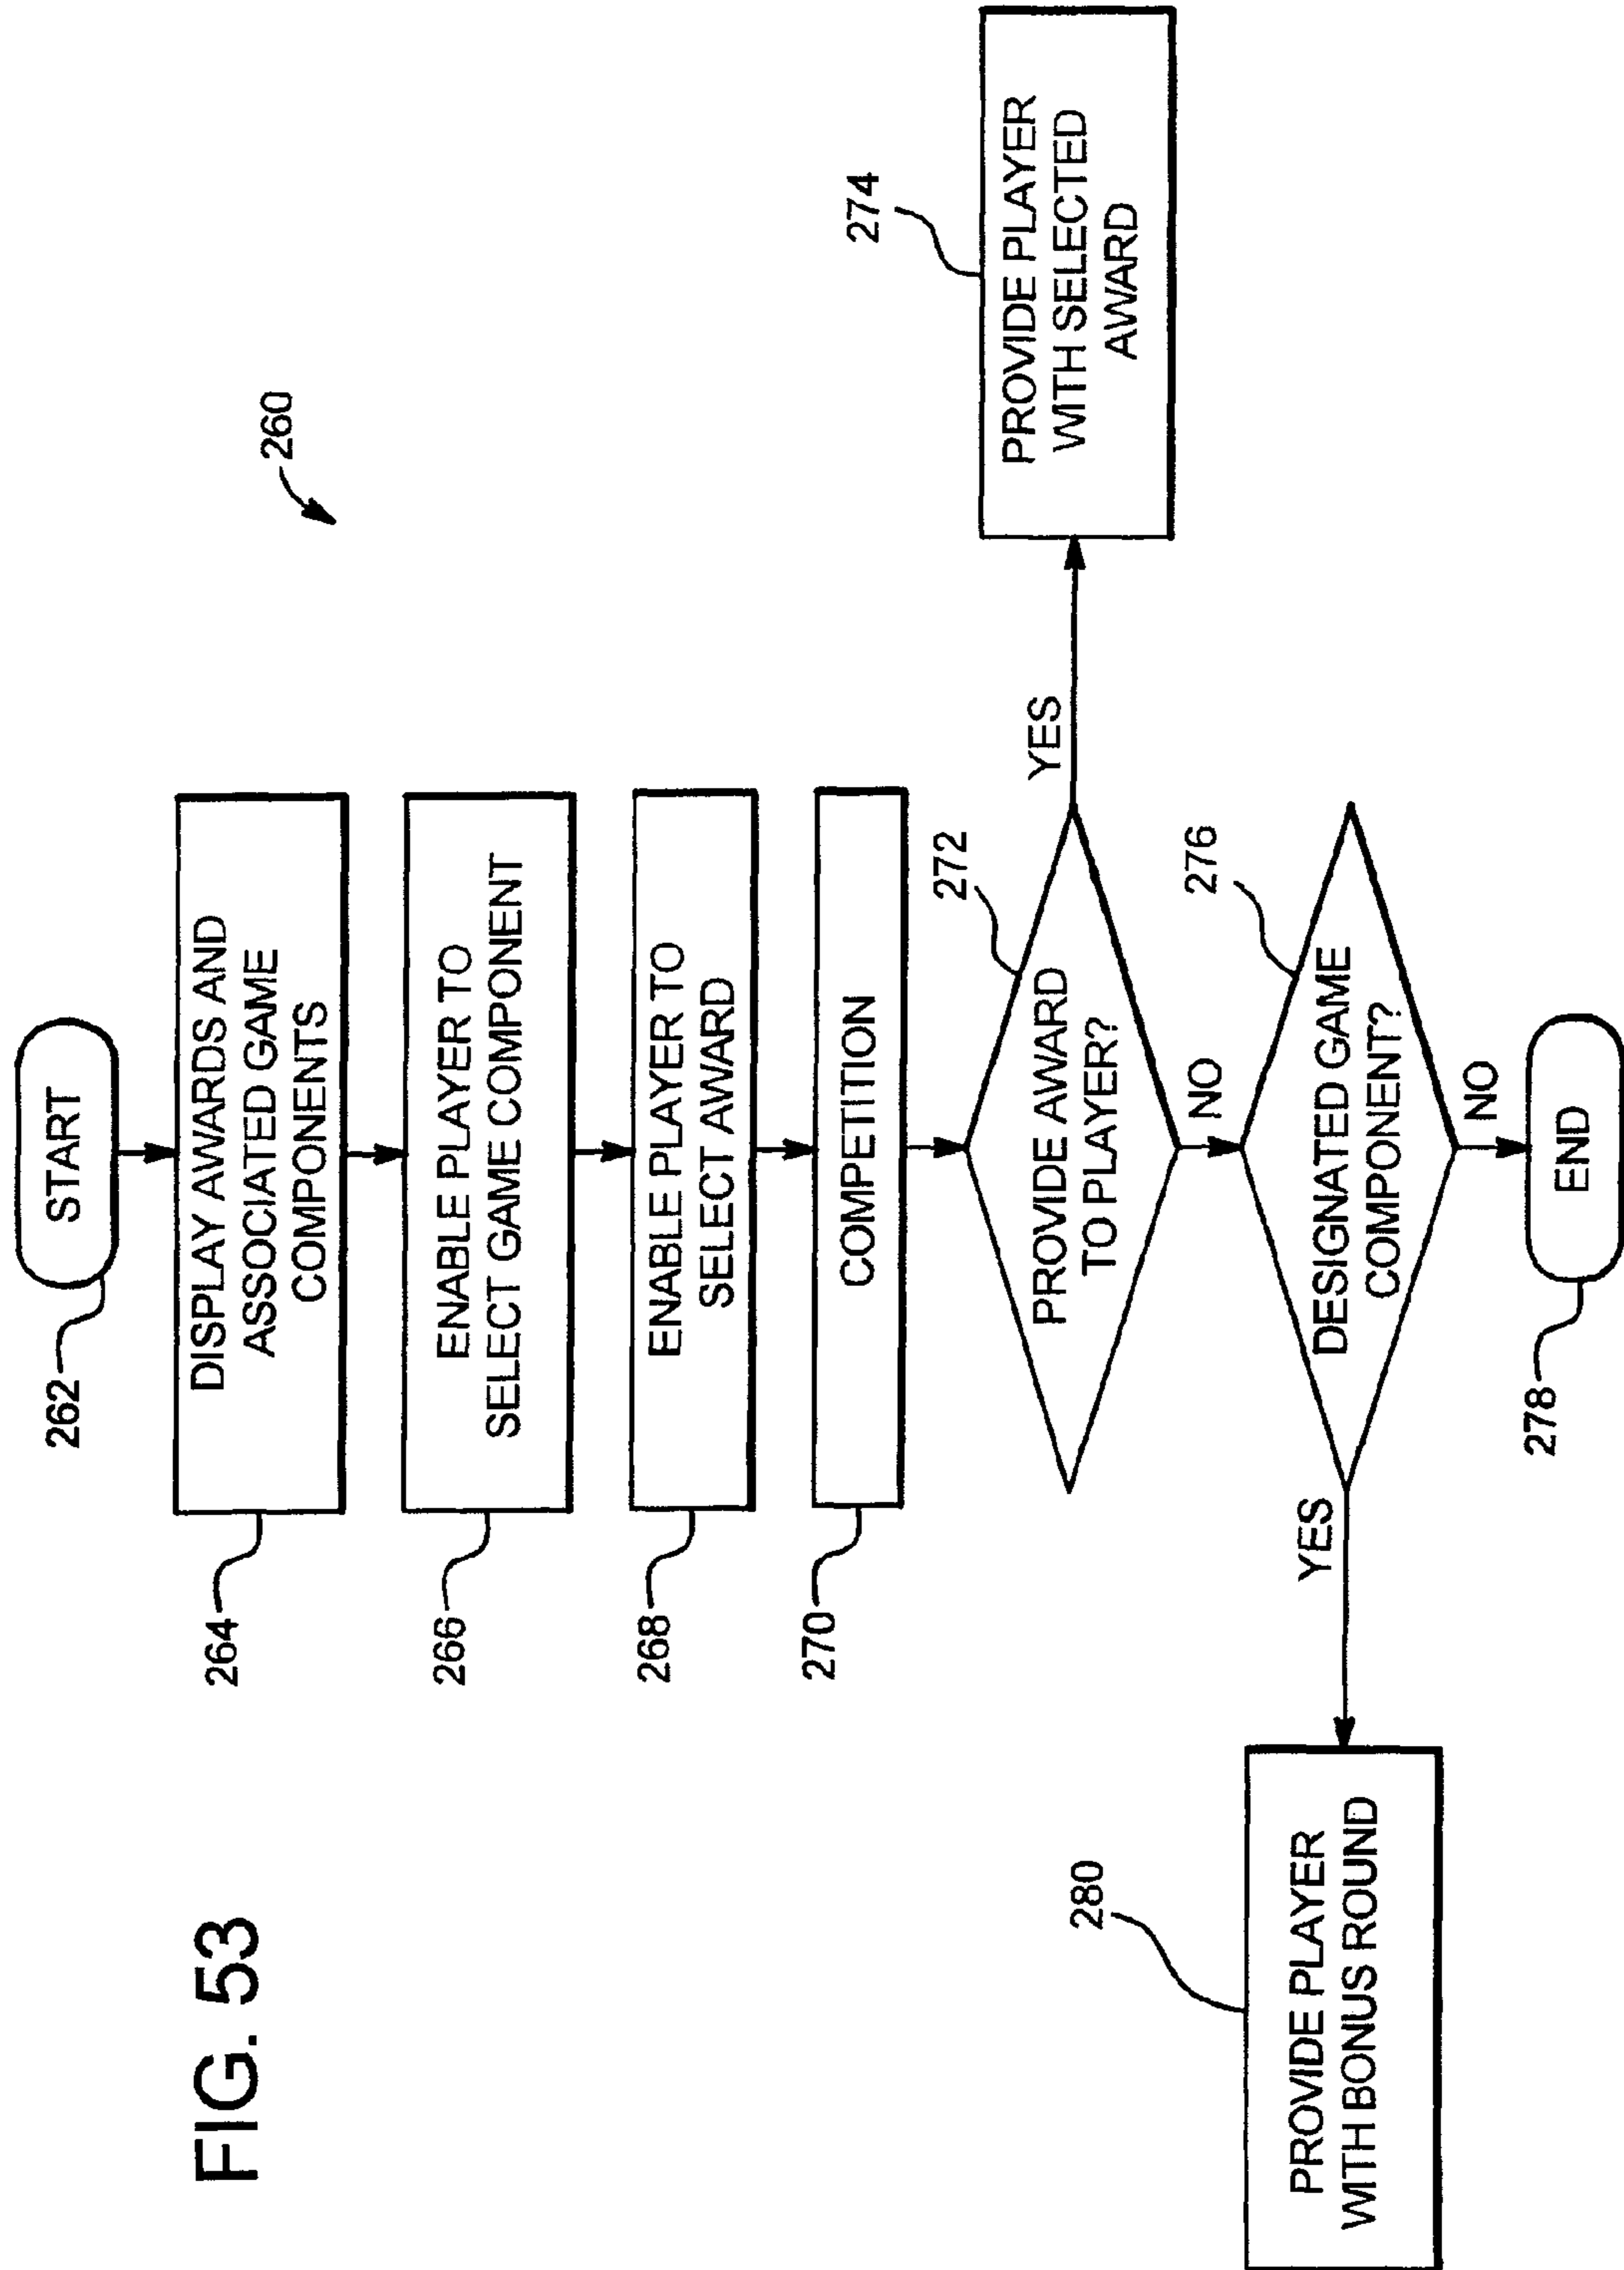 FIG. 53
260
START
262
DISPLAY AWARDS AND
ASSOCIATED GAME
COMPONENTS
264
ENABLE PLAYER TO
SELECT GAME COMPONENT
266
ENABLE PLAYER TO
SELECT AWARD
268
COMPETITION
270
PROVIDE AWARD
TO PLAYER?
272
YES
PROVIDE PLAYER
WITH SELECTED
AWARD
274
NO
DESIGNATED GAME
COMPONENT?
276
YES
PROVIDE PLAYER
WITH BONUS ROUND
280
NO
END
278